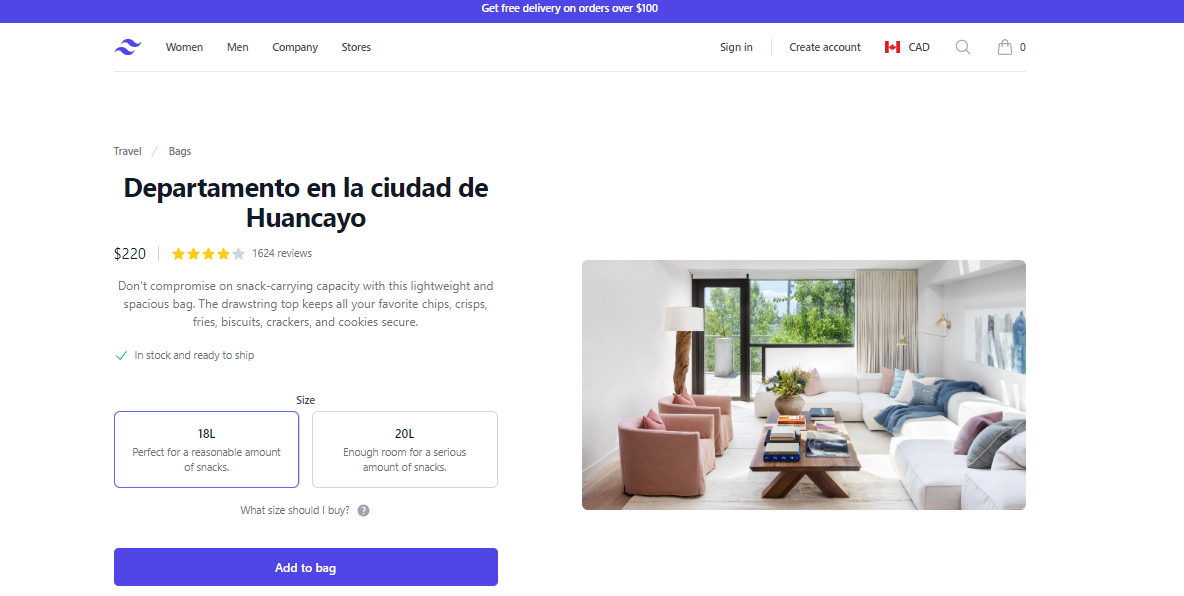 Get free delivery on orders over $100
Women Men Company Stores Sign in Create account CAD 0
Travel / Bags
Departamento en la ciudad de
Huancayo
$220 1624 reviews
Don't compromise on snack-carrying capacity with this lightweight and
spacious bag. The drawstring top keeps all your favorite chips, crisps,
fries, biscuits, crackers, and cookies secure.
In stock and ready to ship
Size
18L
Perfect for a reasonable amount
of snacks.
20L
Enough room for a serious
amount of snacks.
What size should I buy? ?
Add to bag